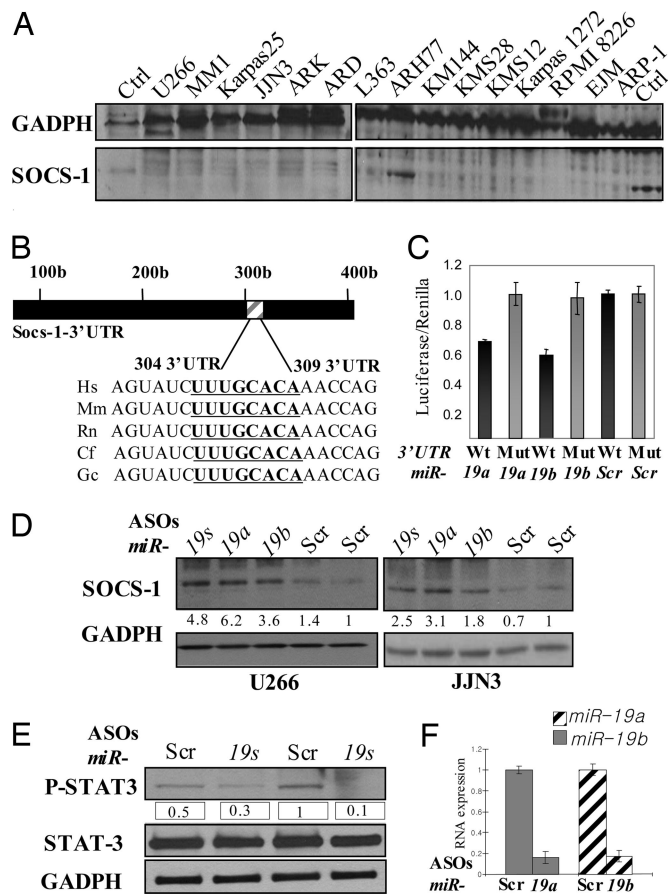 A
Ctrl U266 MM1 Karpas25 JJN3 ARK ARD L363 ARH77 KM144 KMS28 KMS12 Karpas 1272 RPMI 8226 EJM ARP-1 Ctrl
GADPH
SOCS-1
B
100b 200b 300b 400b
Socs-1-3'UTR
304 3'UTR 309 3'UTR
Hs AGUAUCUUUGCACAAACCAG
Mm AGUAUCUUUGCACAAACCAG
Rn AGUAUCUUUGCACAAACCAG
Cf AGUAUCUUUGCACAAACCAG
Gc AGUAUCUUUGCACAAACCAG
C
Luciferase/Renilla
1.2
1.0
0.8
0.6
0.4
0.2
3'UTR Wt Mut Wt Mut Wt Mut
miR- 19a 19a 19b 19b Scr Scr
D
ASOs
miR- 19s 19a 19b Scr Scr 19s 19a 19b Scr Scr
SOCS-1
4.8 6.2 3.6 1.4 1 2.5 3.1 1.8 0.7 1
GADPH
U266 JJN3
E
ASOs
miR- Scr 19s Scr 19s
P-STAT3
0.5 0.3 1 0.1
STAT-3
GADPH
F
miR-19a
miR-19b
RNA expression
1.2
1
0.8
0.6
0.4
0.2
0
ASOs
miR- Scr 19a Scr 19b